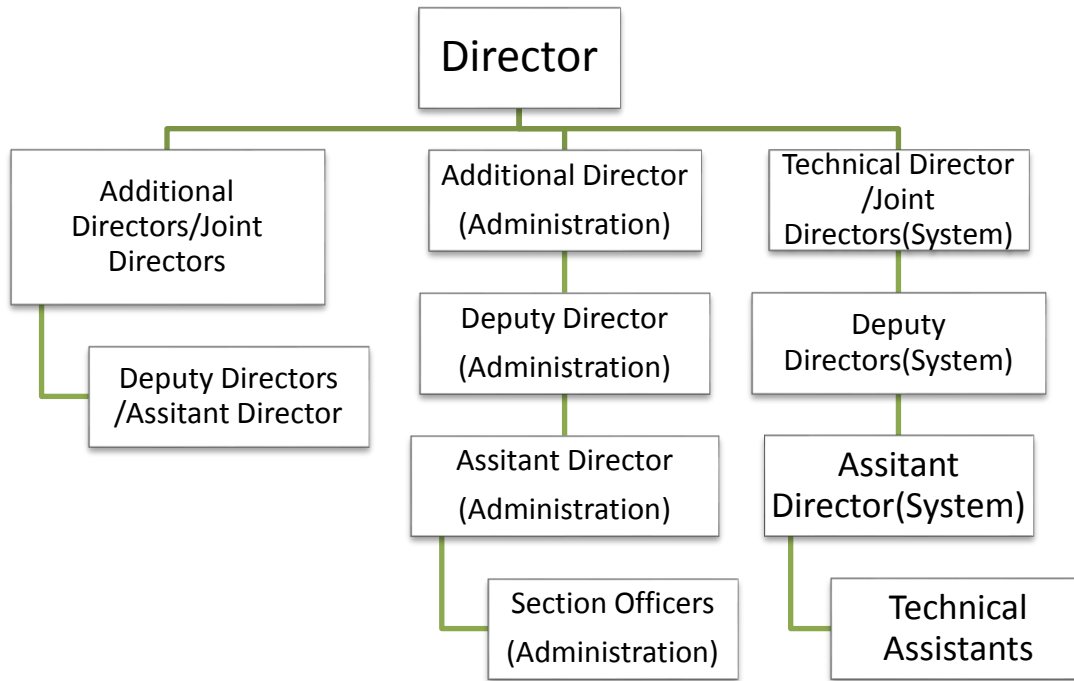 Director
Additional
Directors/Joint
Directors
Deputy Directors
/Assitant Director
Additional Director
(Administration)
Deputy Director
(Administration)
Assitant Director
(Administration)
Section Officers
(Administration)
Technical Director
/Joint
Directors(System)
Deputy
Directors(System)
Assitant
Director(System)
Technical
Assistants